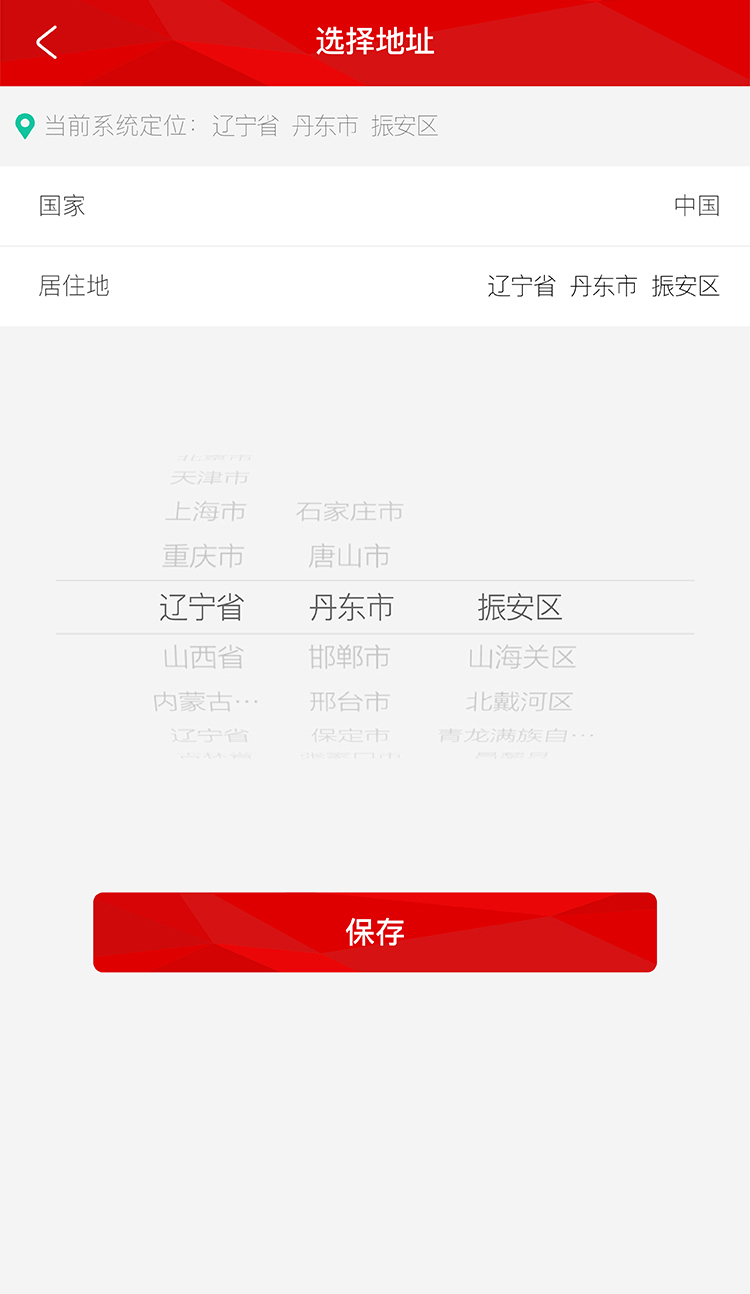 选择地址
当前系统定位： 辽宁省 丹东市 振安区
国家 中国
居住地 辽宁省 丹东市 振安区
北京市
天津市
上海市 石家庄市
重庆市 唐山市
辽宁省 丹东市 振安区
山西省 邯郸市 山海关区
内蒙古… 邢台市 北戴河区
辽宁省 保定市 青龙满族自…
保存